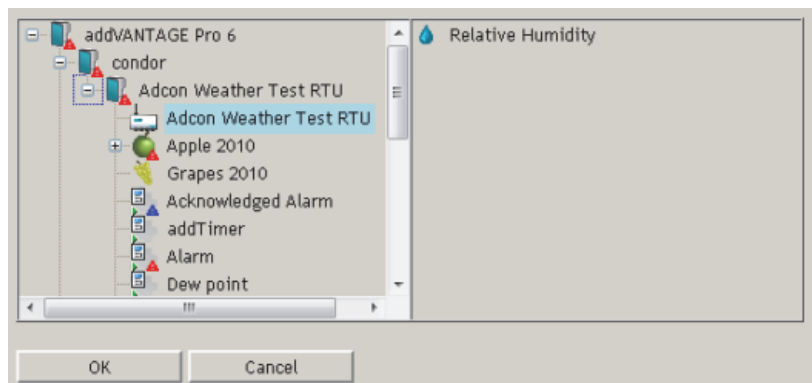 addVANTAGE Pro 6
condor
Adcon Weather Test RTU
Adcon Weather Test RTU
Apple 2010
Grapes 2010
Acknowledged Alarm
addTimer
Alarm
Dew point
Relative Humidity
OK
Cancel